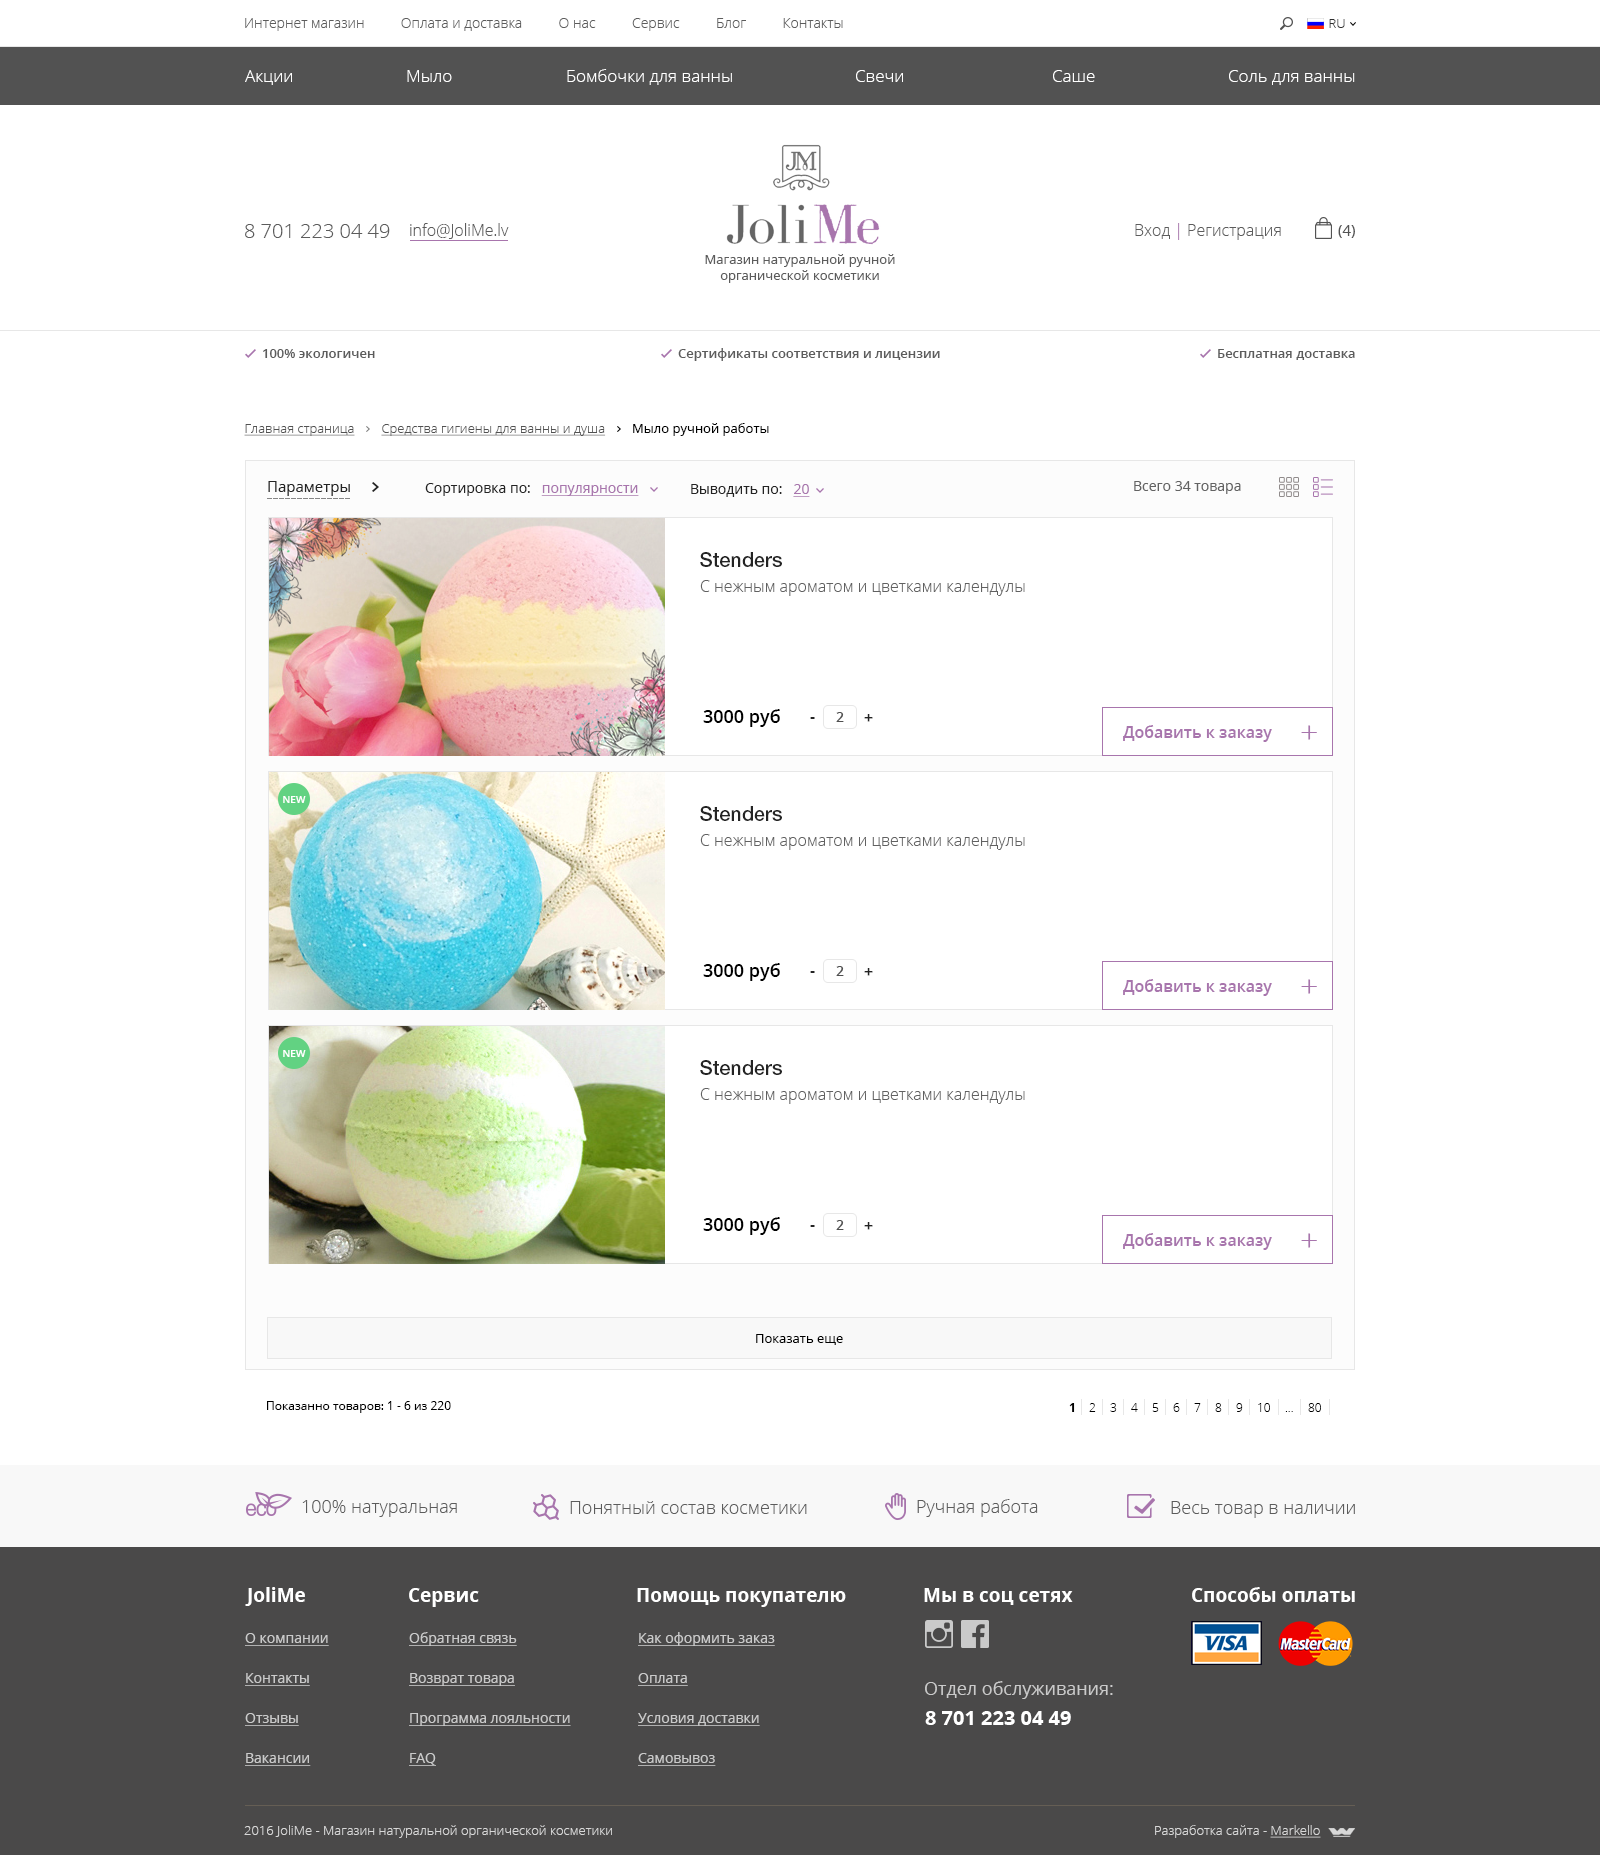 Интернет магазин Оплата и доставка О нас Сервис Блог Контакты RU
Акции Мыло Бомбочки для ванны Свечи Саше Соль для ванны
JM
8 701 223 04 49 info@JoliMe.lv JoliMe Вход | Регистрация (4)
Магазин натуральной ручной
органической косметики
100% экологичен Сертификаты соответствия и лицензии Бесплатная доставка
Главная страница > Средства гигиены для ванны и душа > Мыло ручной работы
Параметры > Сортировка по: популярности Выводить по: 20 Всего 34 товара
Stenders
С нежным ароматом и цветками календулы
3000 руб - 2 + Добавить к заказу +
NEW
Stenders
С нежным ароматом и цветками календулы
3000 руб - 2 + Добавить к заказу +
NEW
Stenders
С нежным ароматом и цветками календулы
3000 руб - 2 + Добавить к заказу +
Показать еще
Показанно товаров: 1 - 6 из 220 1 2 3 4 5 6 7 8 9 10 ... 80
eco 100% натуральная Понятный состав косметики Ручная работа Весь товар в наличии
JoliMe Сервис Помощь покупателю Мы в соц сетях Способы оплаты
О компании Обратная связь Как оформить заказ VISA MasterCard
Контакты Возврат товара Оплата Отдел обслуживания:
Отзывы Программа лояльности Условия доставки 8 701 223 04 49
Вакансии FAQ Самовывоз
2016 JoliMe - Магазин натуральной органической косметики Разработка сайта - Markello